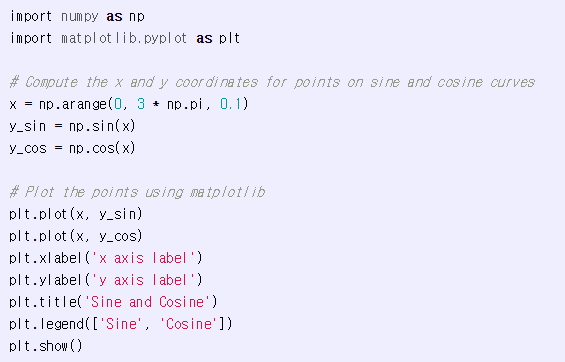 import numpy as np
import matplotlib.pyplot as plt
# Compute the x and y coordinates for points on sine and cosine curves
x = np.arange(0, 3 * np.pi, 0.1)
y_sin = np.sin(x)
y_cos = np.cos(x)
# Plot the points using matplotlib
plt.plot(x, y_sin)
plt.plot(x, y_cos)
plt.xlabel('x axis label')
plt.ylabel('y axis label')
plt.title('Sine and Cosine')
plt.legend(['Sine', 'Cosine'])
plt.show()